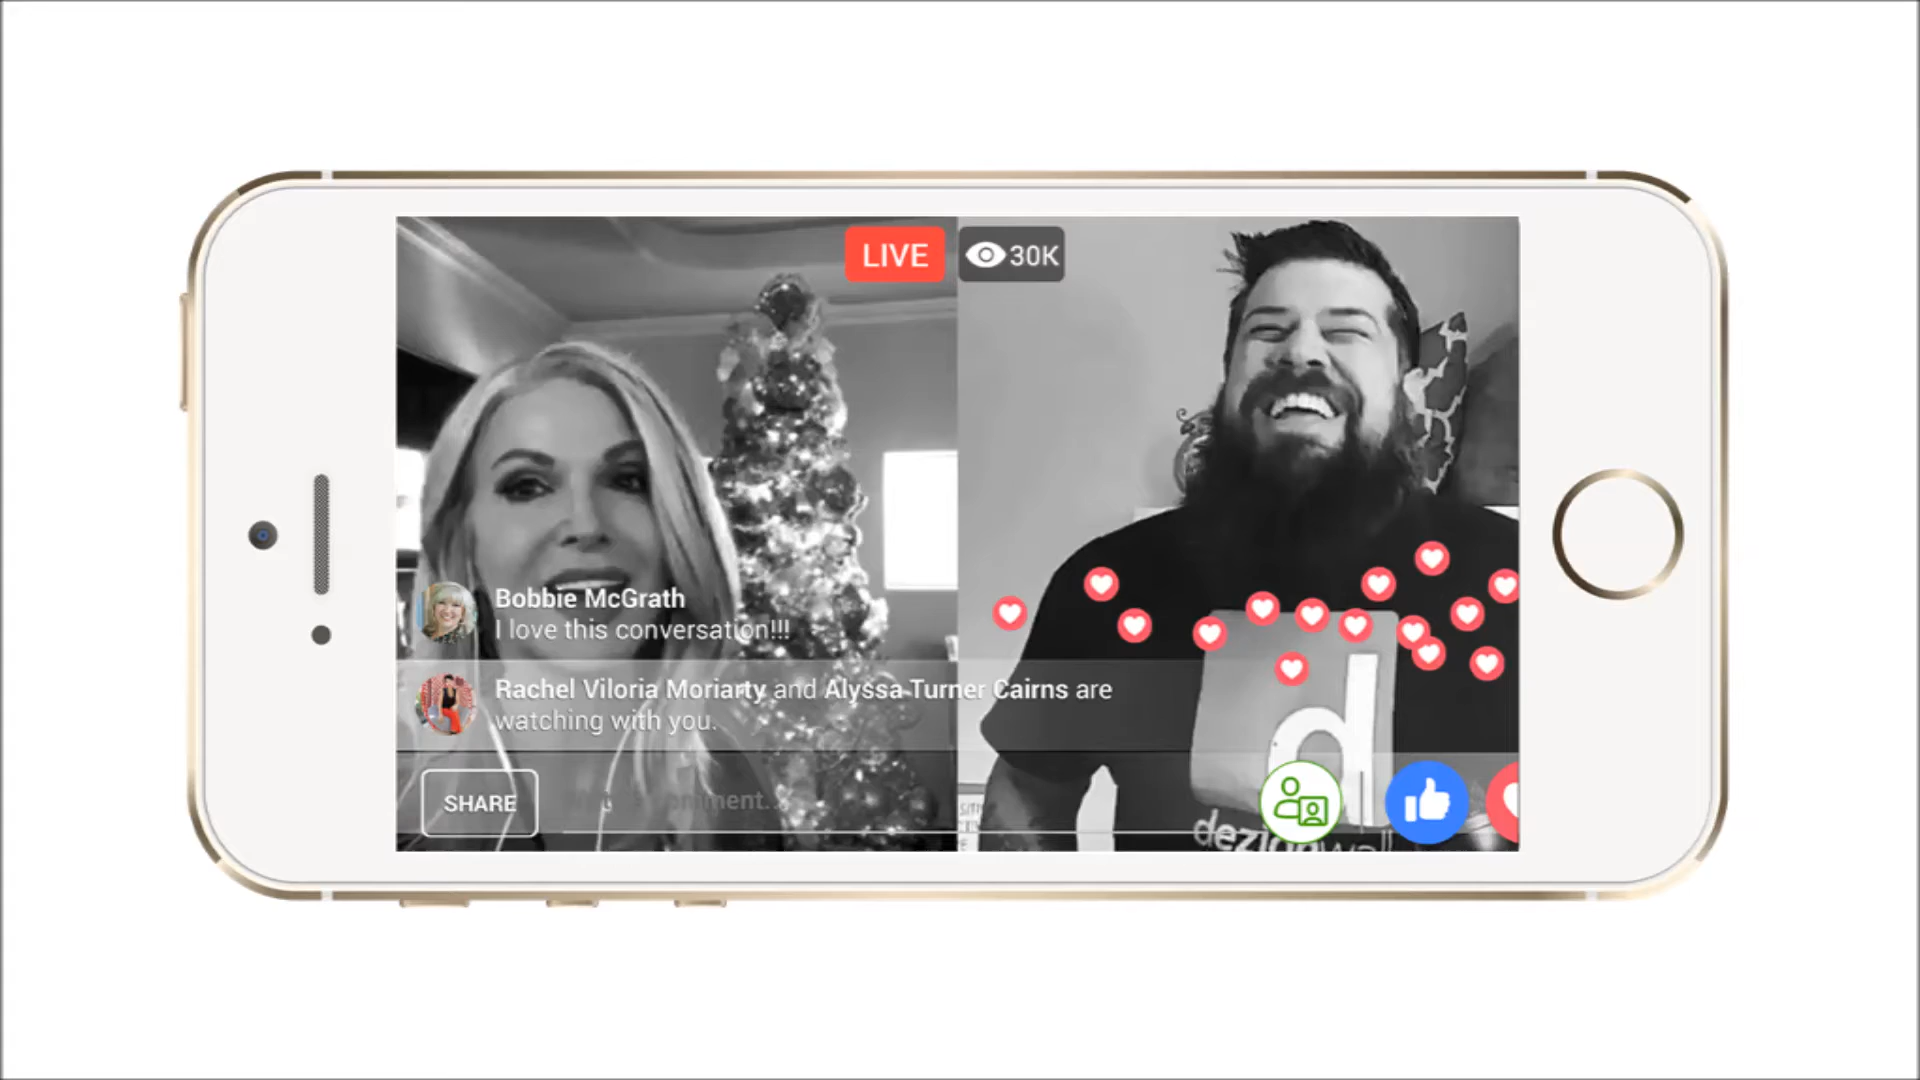 LIVE
30K
Bobbie McGrath
I love this conversation!!!
Rachel Viloria Moriarty and Alyssa Turner Cairns are
watching with you.
SHARE
d
dezignwall